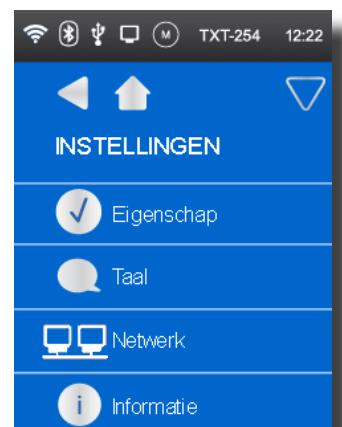 M TXT-254 12:22
INSTELLINGEN
Eigenschap
Taal
Netwerk
i Informatie